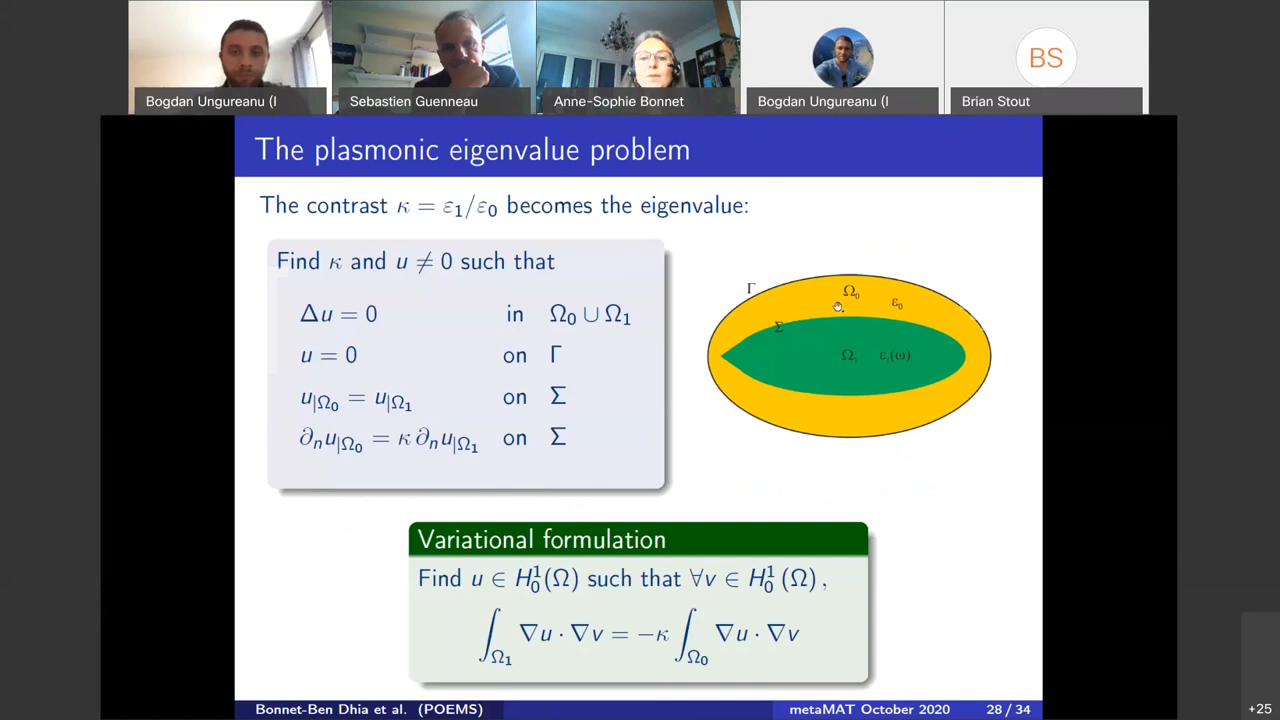 Bogdan Ungureanu (I
Sebastien Guenneau
Anne-Sophie Bonnet
Bogdan Ungureanu (I
BS
Brian Stout
The plasmonic eigenvalue problem
The contrast κ = ε₁/ε₀ becomes the eigenvalue:
Find κ and u ≠ 0 such that
Δu = 0 in Ω₀ ∪ Ω₁
u = 0 on Γ
u|Ω₀ = u|Ω₁ on Σ
∂ₙu|Ω₀ = κ ∂ₙu|Ω₁ on Σ
Γ
Ω₀
ε₀
Σ
Ω₁ ε₁(ω)
Variational formulation
Find u ∈ H₀¹(Ω) such that ∀v ∈ H₀¹(Ω),
∫Ω₁ ∇u · ∇v = −κ ∫Ω₀ ∇u · ∇v
Bonnet-Ben Dhia et al. (POEMS) metaMAT October 2020 28 / 34
+25